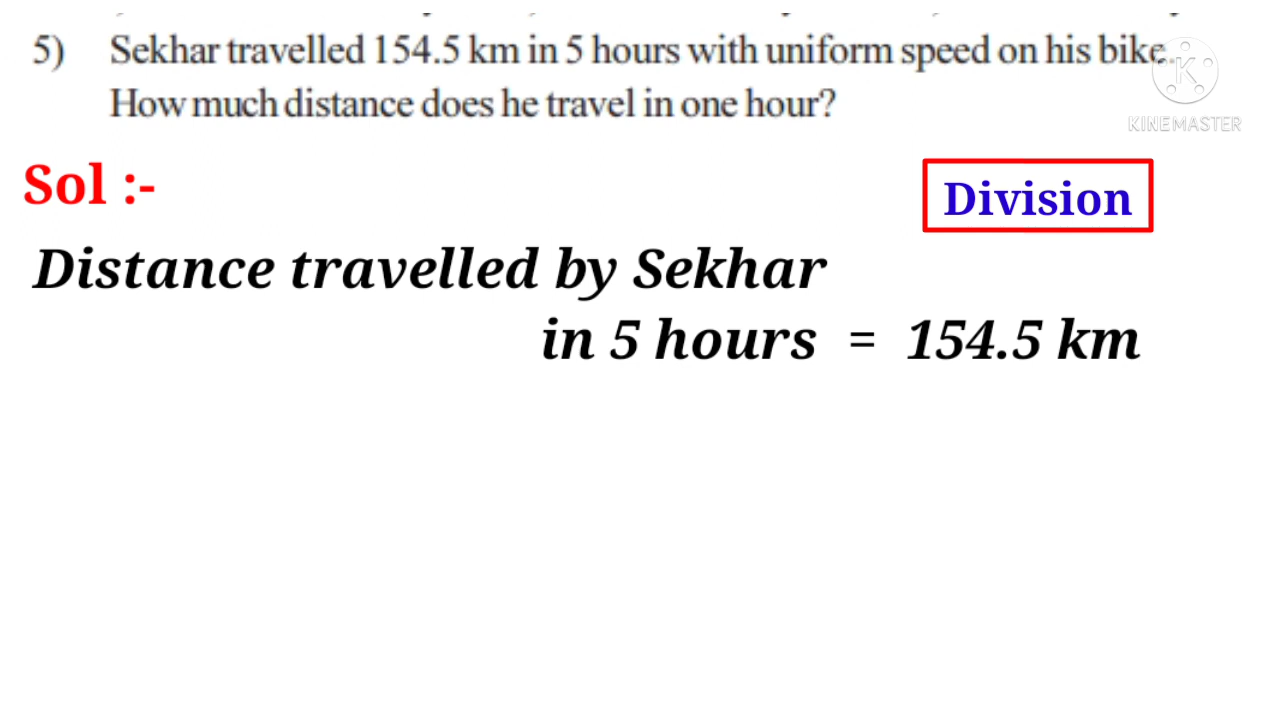 5) Sekhar travelled 154.5 km in 5 hours with uniform speed on his bike.
How much distance does he travel in one hour?
KINEMASTER
Sol :-
Division
Distance travelled by Sekhar
in 5 hours = 154.5 km